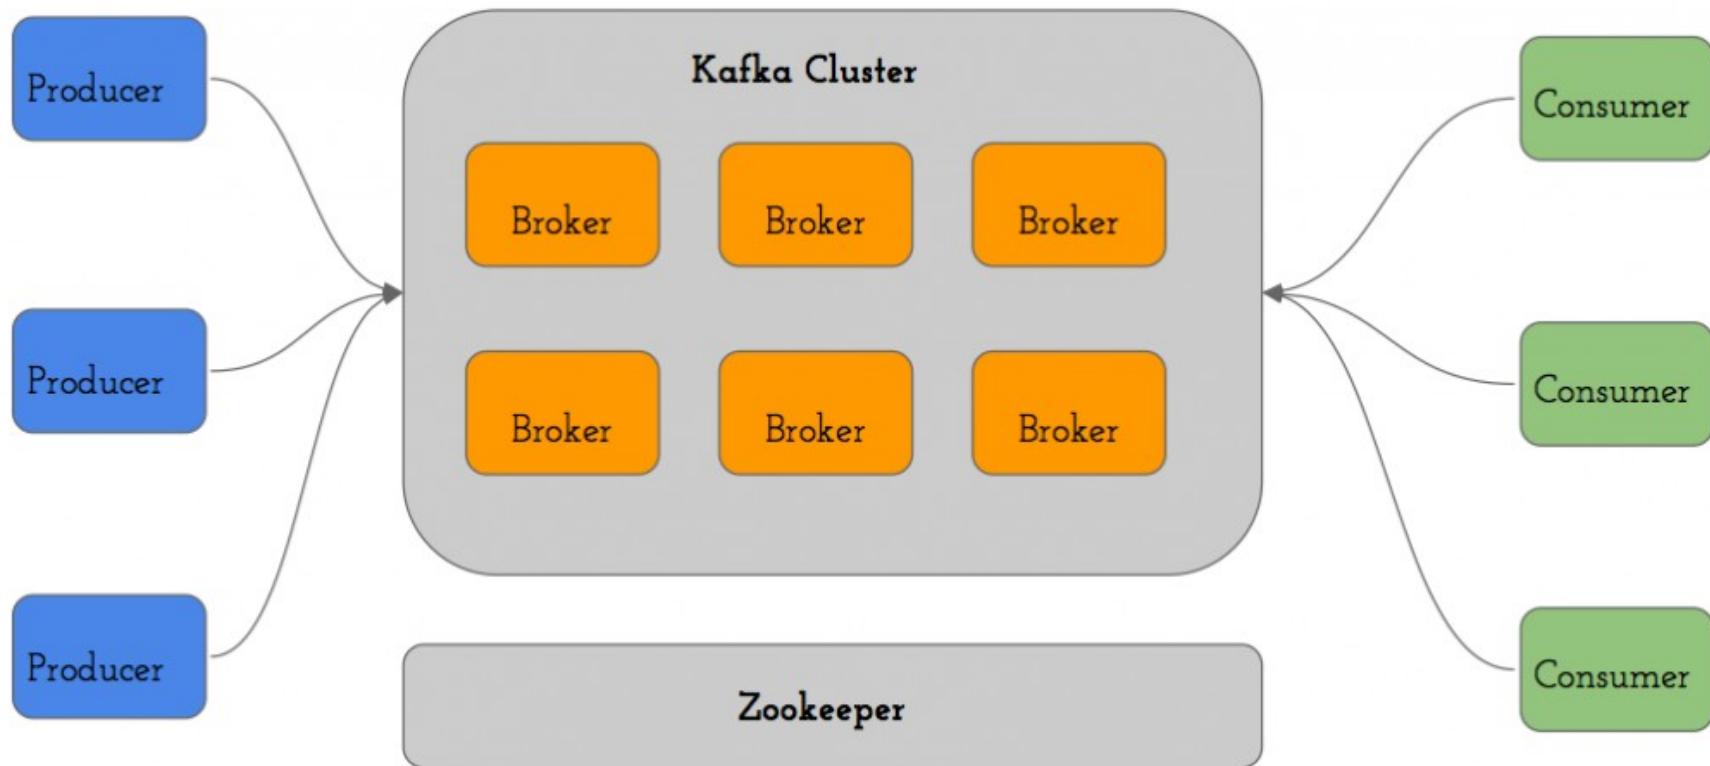 Producer
Producer
Producer
Kafka Cluster
Broker Broker Broker
Broker Broker Broker
Zookeeper
Consumer
Consumer
Consumer